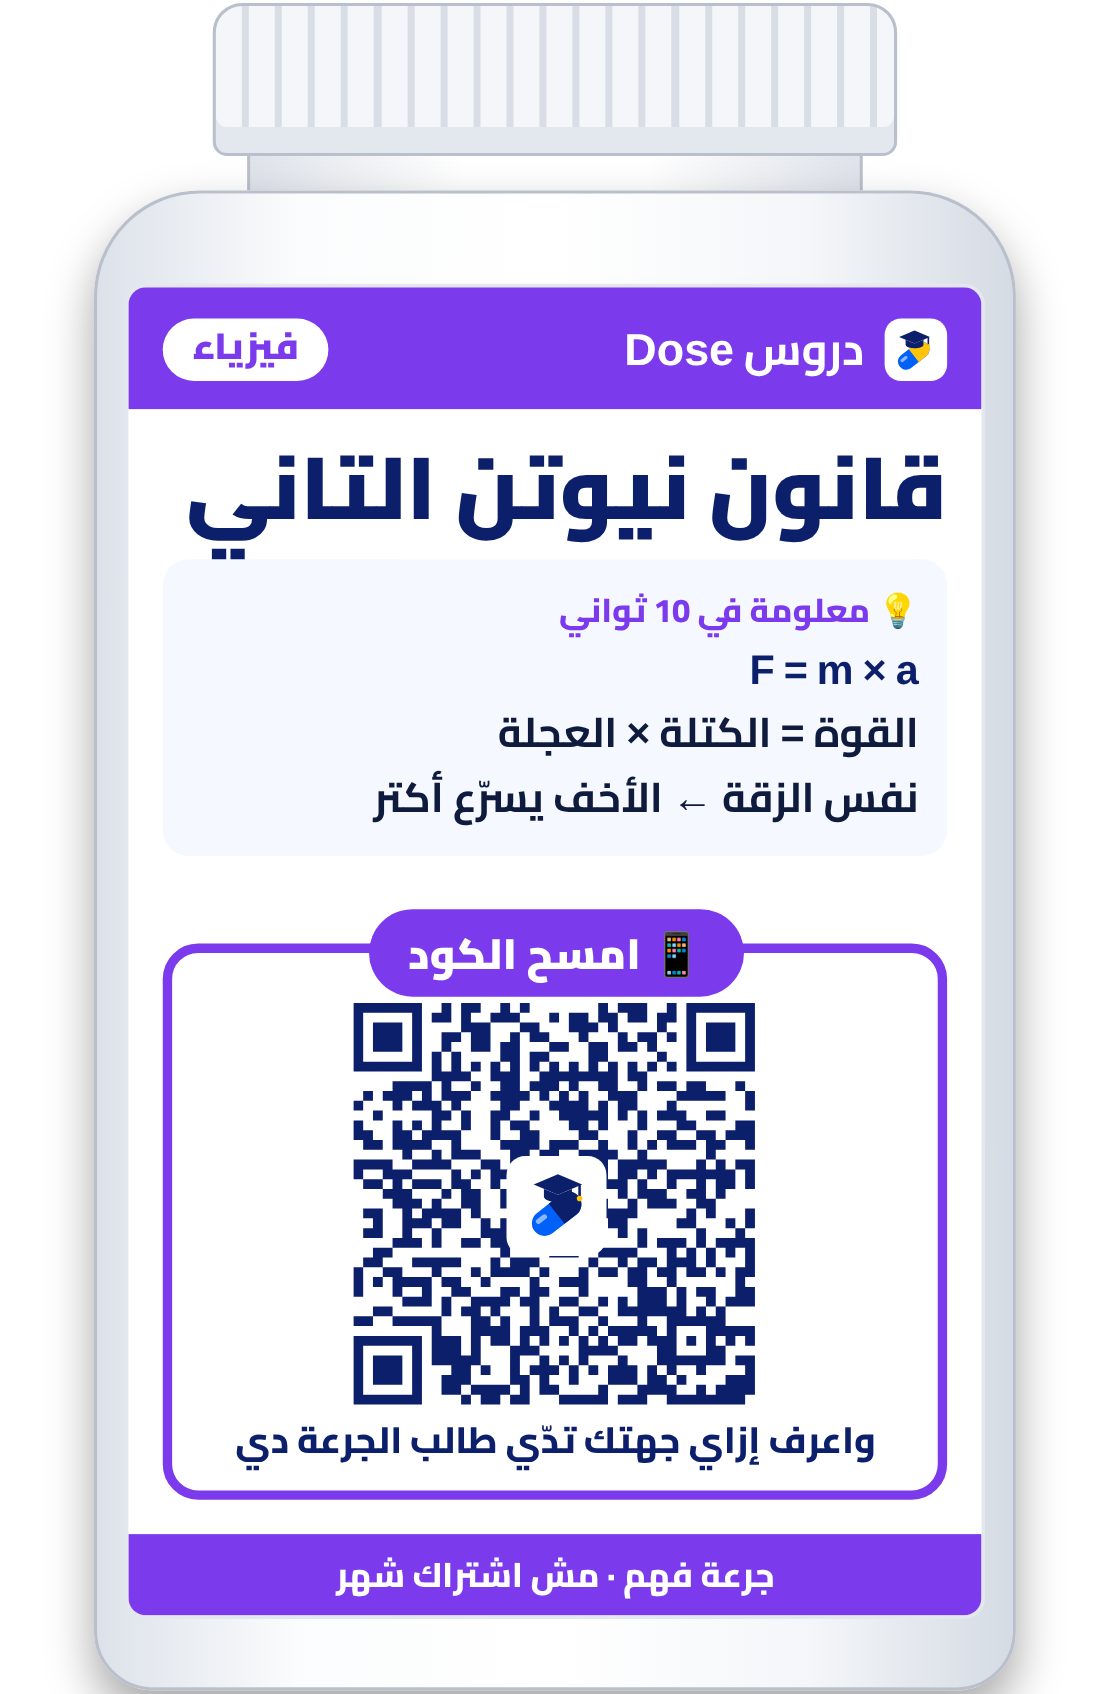 دروس Dose
فيزياء
قانون نيوتن التاني
💡 معلومة في 10 ثواني
F = m × a
القوة = الكتلة × العجلة
نفس الزقة ← الأخف يسرّع أكتر
📱 امسح الكود
واعرف إزاي جهتك تدّي طالب الجرعة دي
جرعة فهم · مش اشتراك شهر